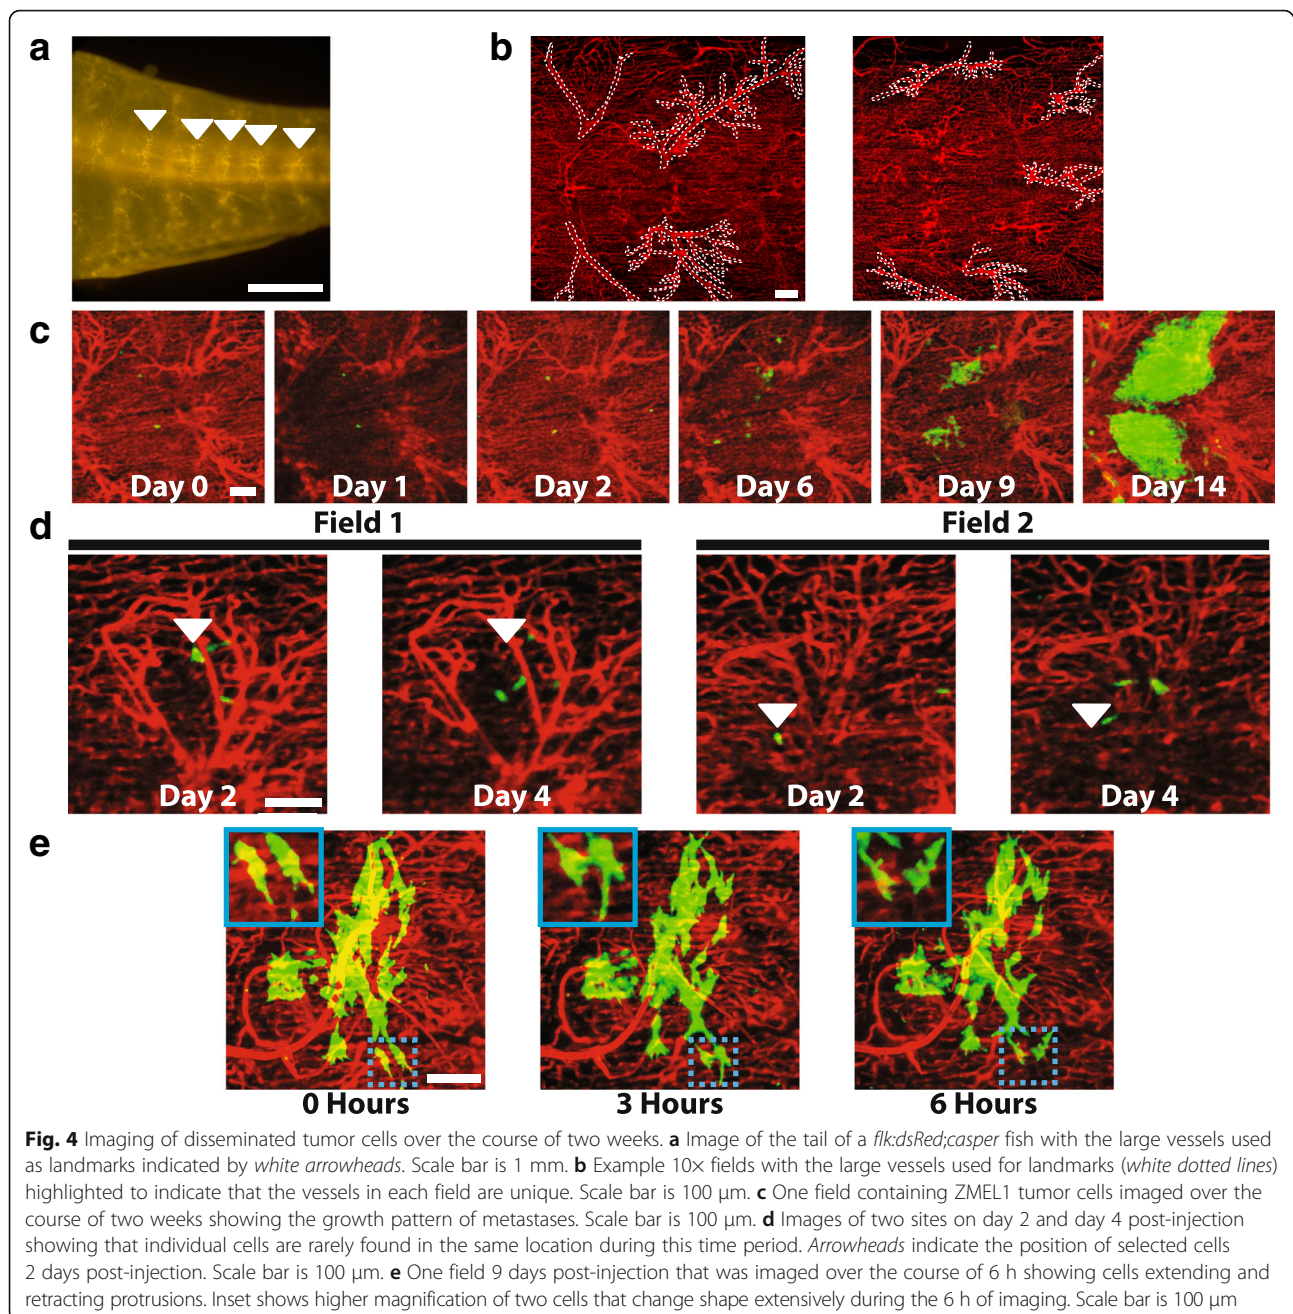 a
b
c
Day 0
Day 1
Day 2
Day 6
Day 9
Day 14
d
Field 1
Field 2
Day 2
Day 4
Day 2
Day 4
e
0 Hours
3 Hours
6 Hours
Fig. 4 Imaging of disseminated tumor cells over the course of two weeks. a Image of the tail of a flk:dsRed;casper fish with the large vessels used
as landmarks indicated by white arrowheads. Scale bar is 1 mm. b Example 10× fields with the large vessels used for landmarks (white dotted lines)
highlighted to indicate that the vessels in each field are unique. Scale bar is 100 μm. c One field containing ZMEL1 tumor cells imaged over the
course of two weeks showing the growth pattern of metastases. Scale bar is 100 μm. d Images of two sites on day 2 and day 4 post-injection
showing that individual cells are rarely found in the same location during this time period. Arrowheads indicate the position of selected cells
2 days post-injection. Scale bar is 100 μm. e One field 9 days post-injection that was imaged over the course of 6 h showing cells extending and
retracting protrusions. Inset shows higher magnification of two cells that change shape extensively during the 6 h of imaging. Scale bar is 100 μm